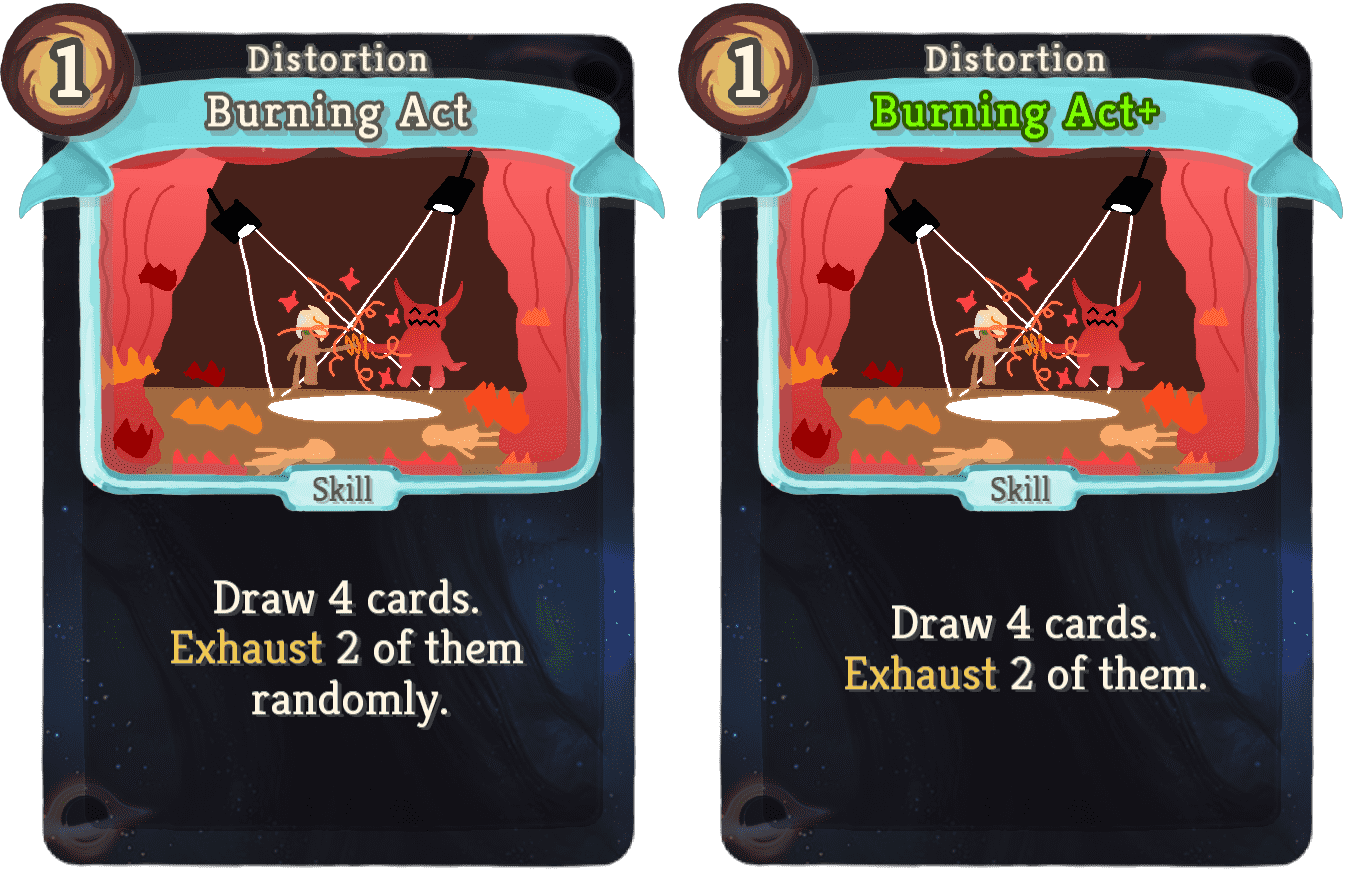 1
Distortion
Burning Act
Skill
Draw 4 cards.
Exhaust 2 of them
randomly.
1
Distortion
Burning Act+
Skill
Draw 4 cards.
Exhaust 2 of them.